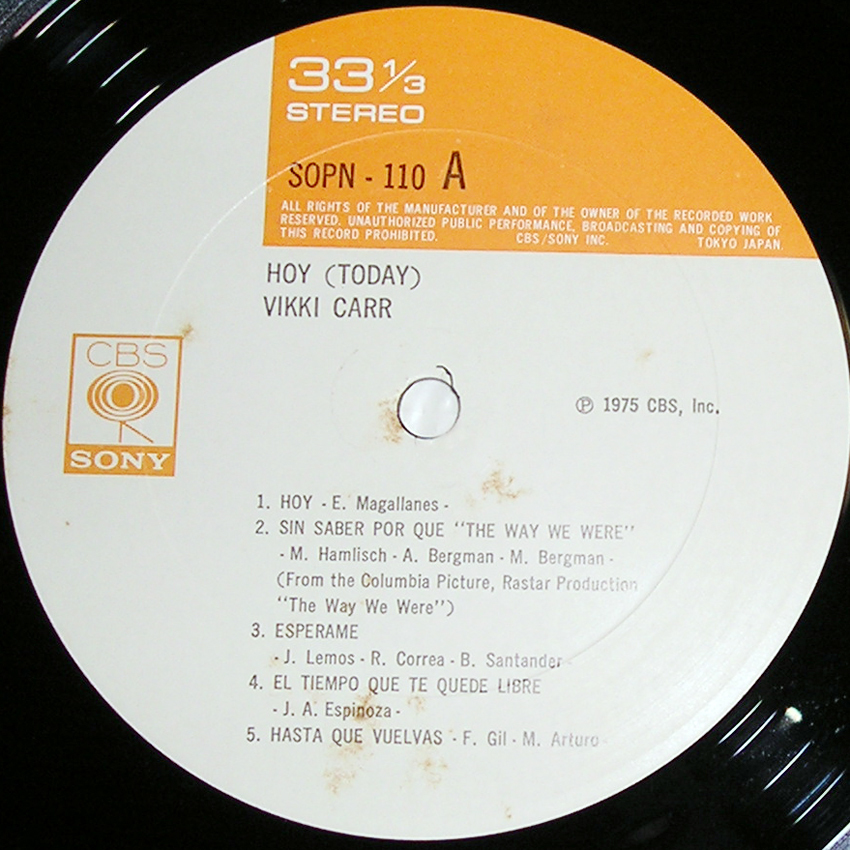 33 1/3
STEREO
SOPN - 110 A
ALL RIGHTS OF THE MANUFACTURER AND OF THE OWNER OF THE RECORDED WORK
RESERVED. UNAUTHORIZED PUBLIC PERFORMANCE, BROADCASTING AND COPYING OF
THIS RECORD PROHIBITED. CBS/SONY INC. TOKYO JAPAN.
HOY (TODAY)
VIKKI CARR
CBS
SONY
℗ 1975 CBS, Inc.
1. HOY - E. Magallanes -
2. SIN SABER POR QUE “THE WAY WE WERE”
- M. Hamlisch - A. Bergman - M. Bergman -
(From the Columbia Picture, Rastar Production
“The Way We Were”)
3. ESPERAME
- J. Lemos - R. Correa - B. Santander -
4. EL TIEMPO QUE TE QUEDE LIBRE
- J. A. Espinoza -
5. HASTA QUE VUELVAS - F. Gil - M. Arturo -